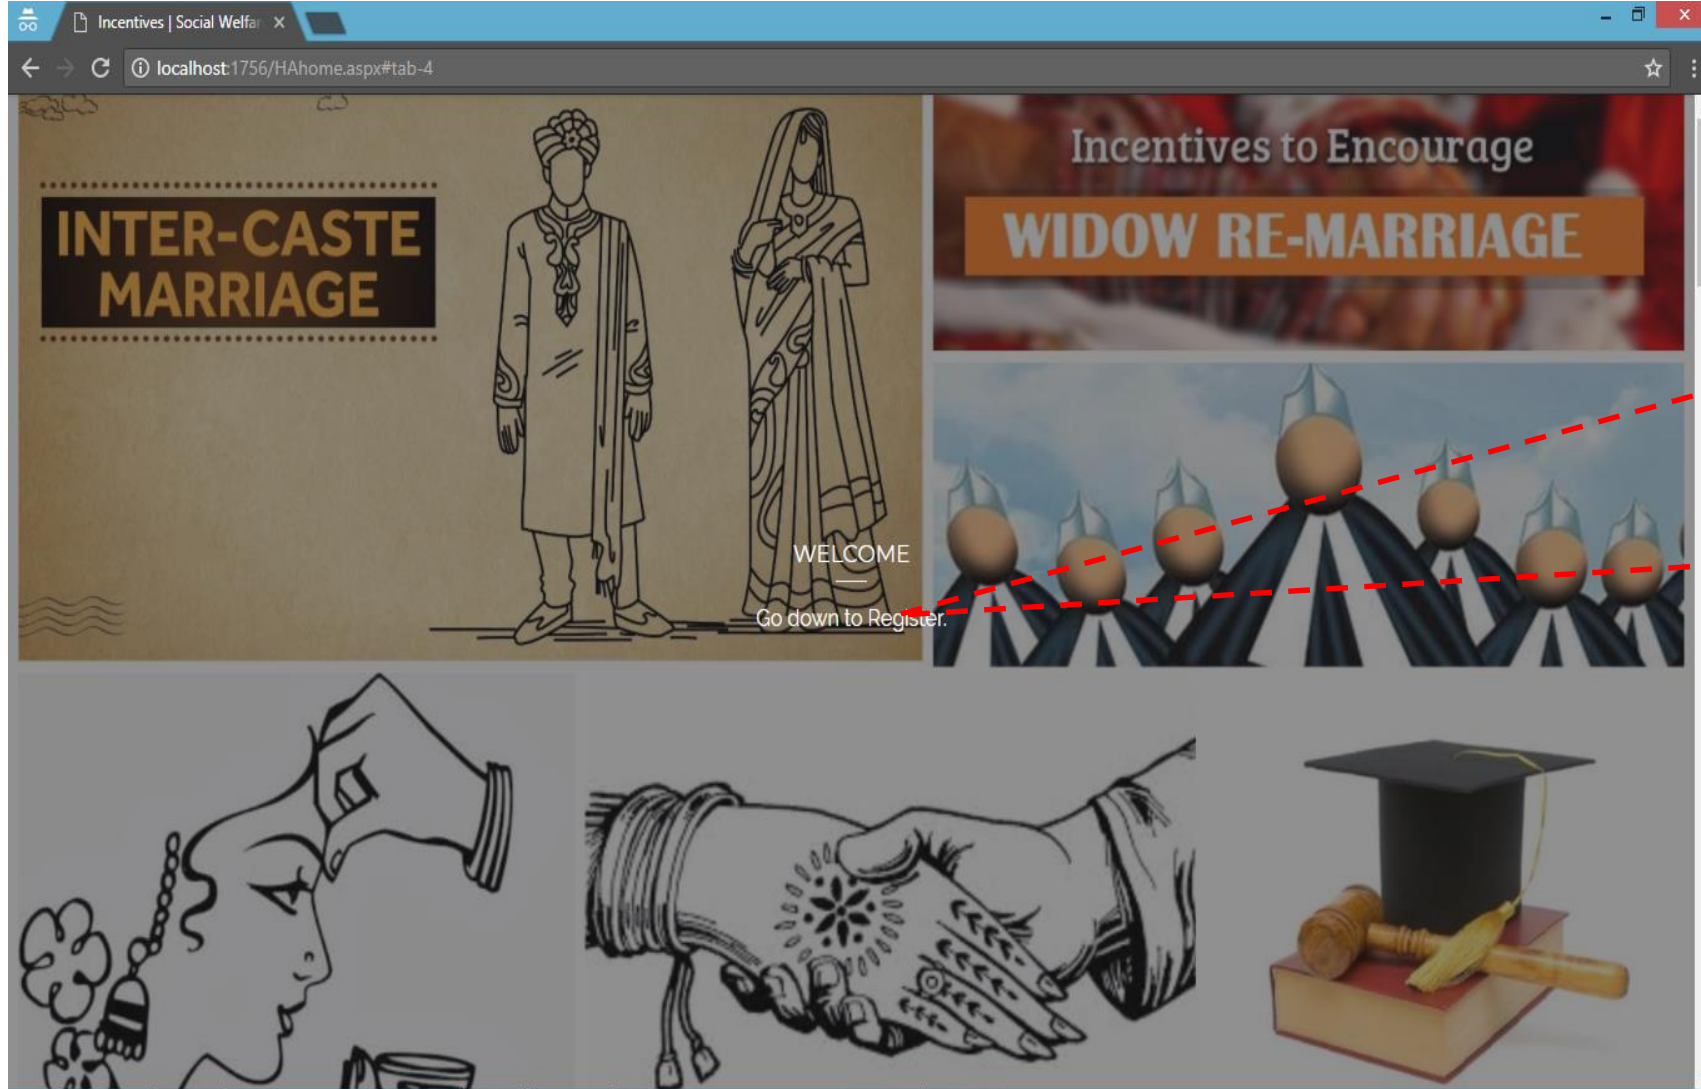 Incentives | Social Welfa
localhost:1756/HAhome.aspx#tab-4
INTER-CASTE
MARRIAGE
Incentives to Encourage
WIDOW RE-MARRIAGE
WELCOME
Go down to Register.